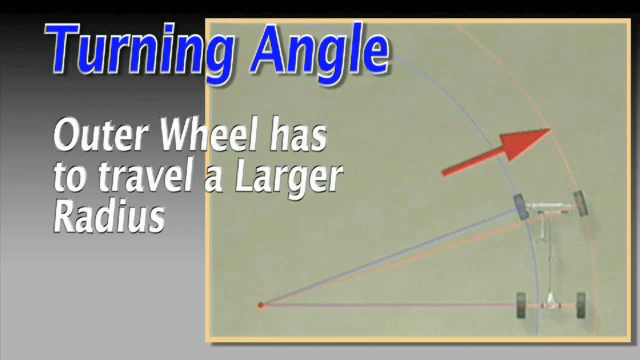 Turning Angle
Outer Wheel has
to travel a Larger
Radius